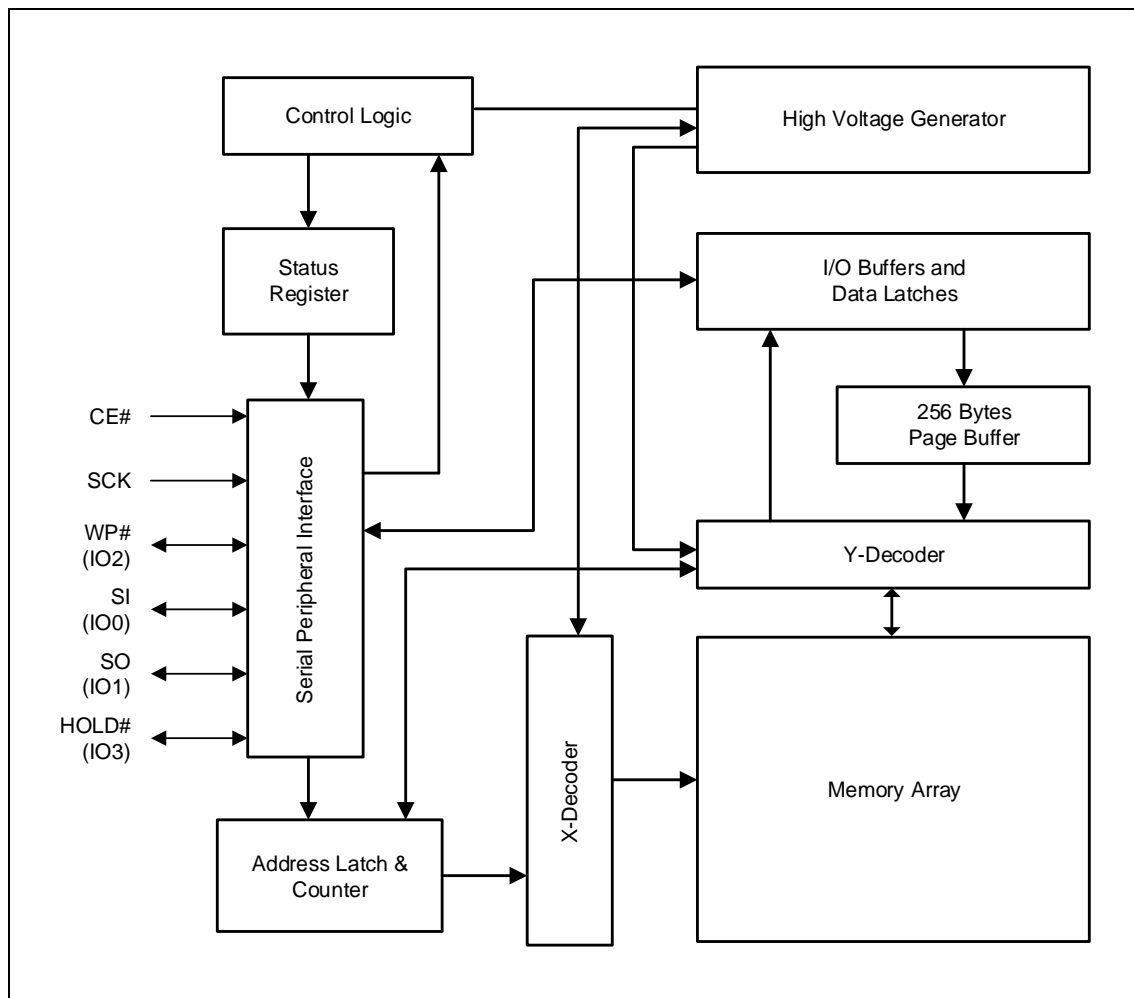 Control Logic
High Voltage Generator
Status
Register
I/O Buffers and
Data Latches
256 Bytes
Page Buffer
CE#
SCK
WP#
(IO2)
SI
(IO0)
SO
(IO1)
HOLD#
(IO3)
Serial Peripheral Interface
Y-Decoder
X-Decoder
Memory Array
Address Latch &
Counter